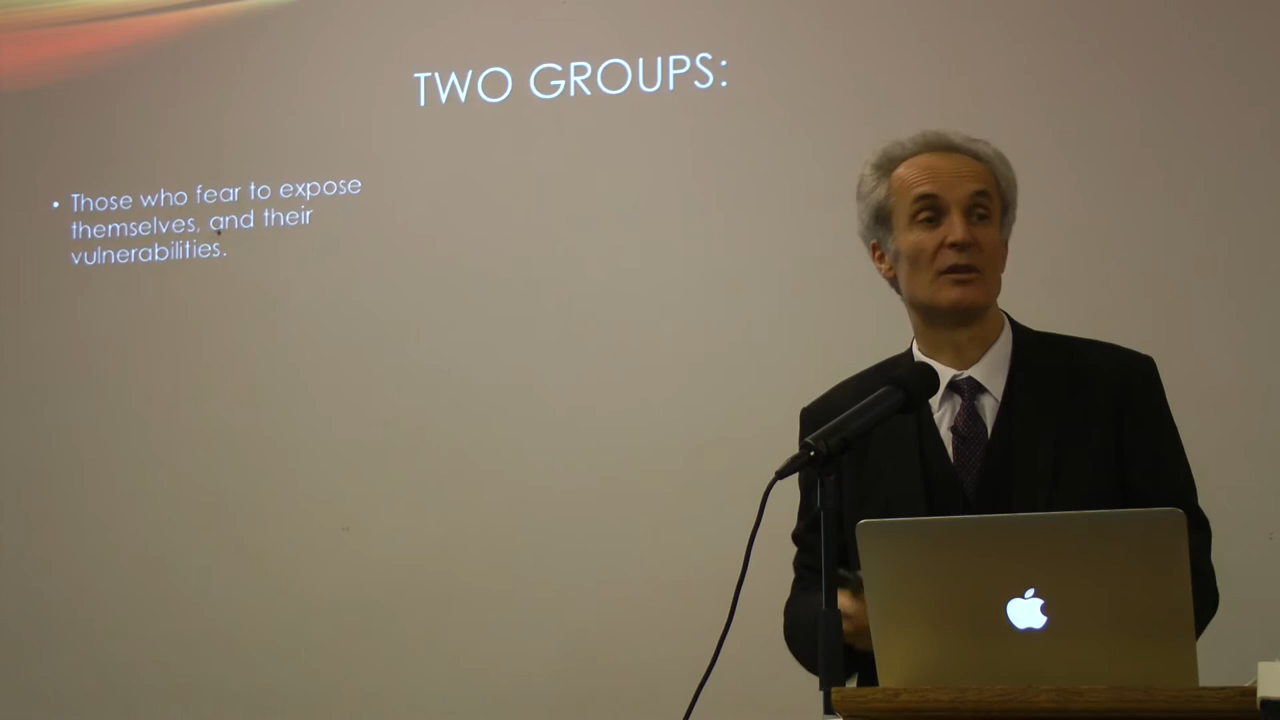 TWO GROUPS:
• Those who fear to expose
themselves, and their
vulnerabilities.